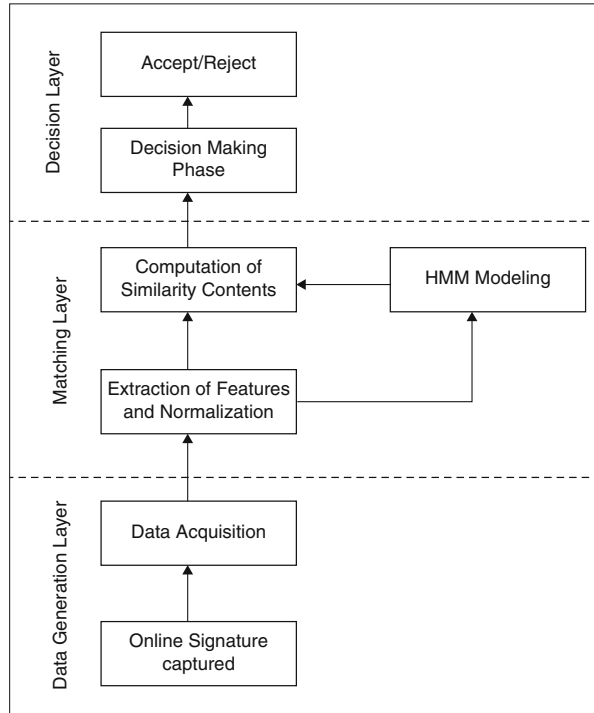 Decision Layer
Accept/Reject
Decision Making
Phase
Matching Layer
Computation of
Similarity Contents
HMM Modeling
Extraction of Features
and Normalization
Data Generation Layer
Data Acquisition
Online Signature
captured